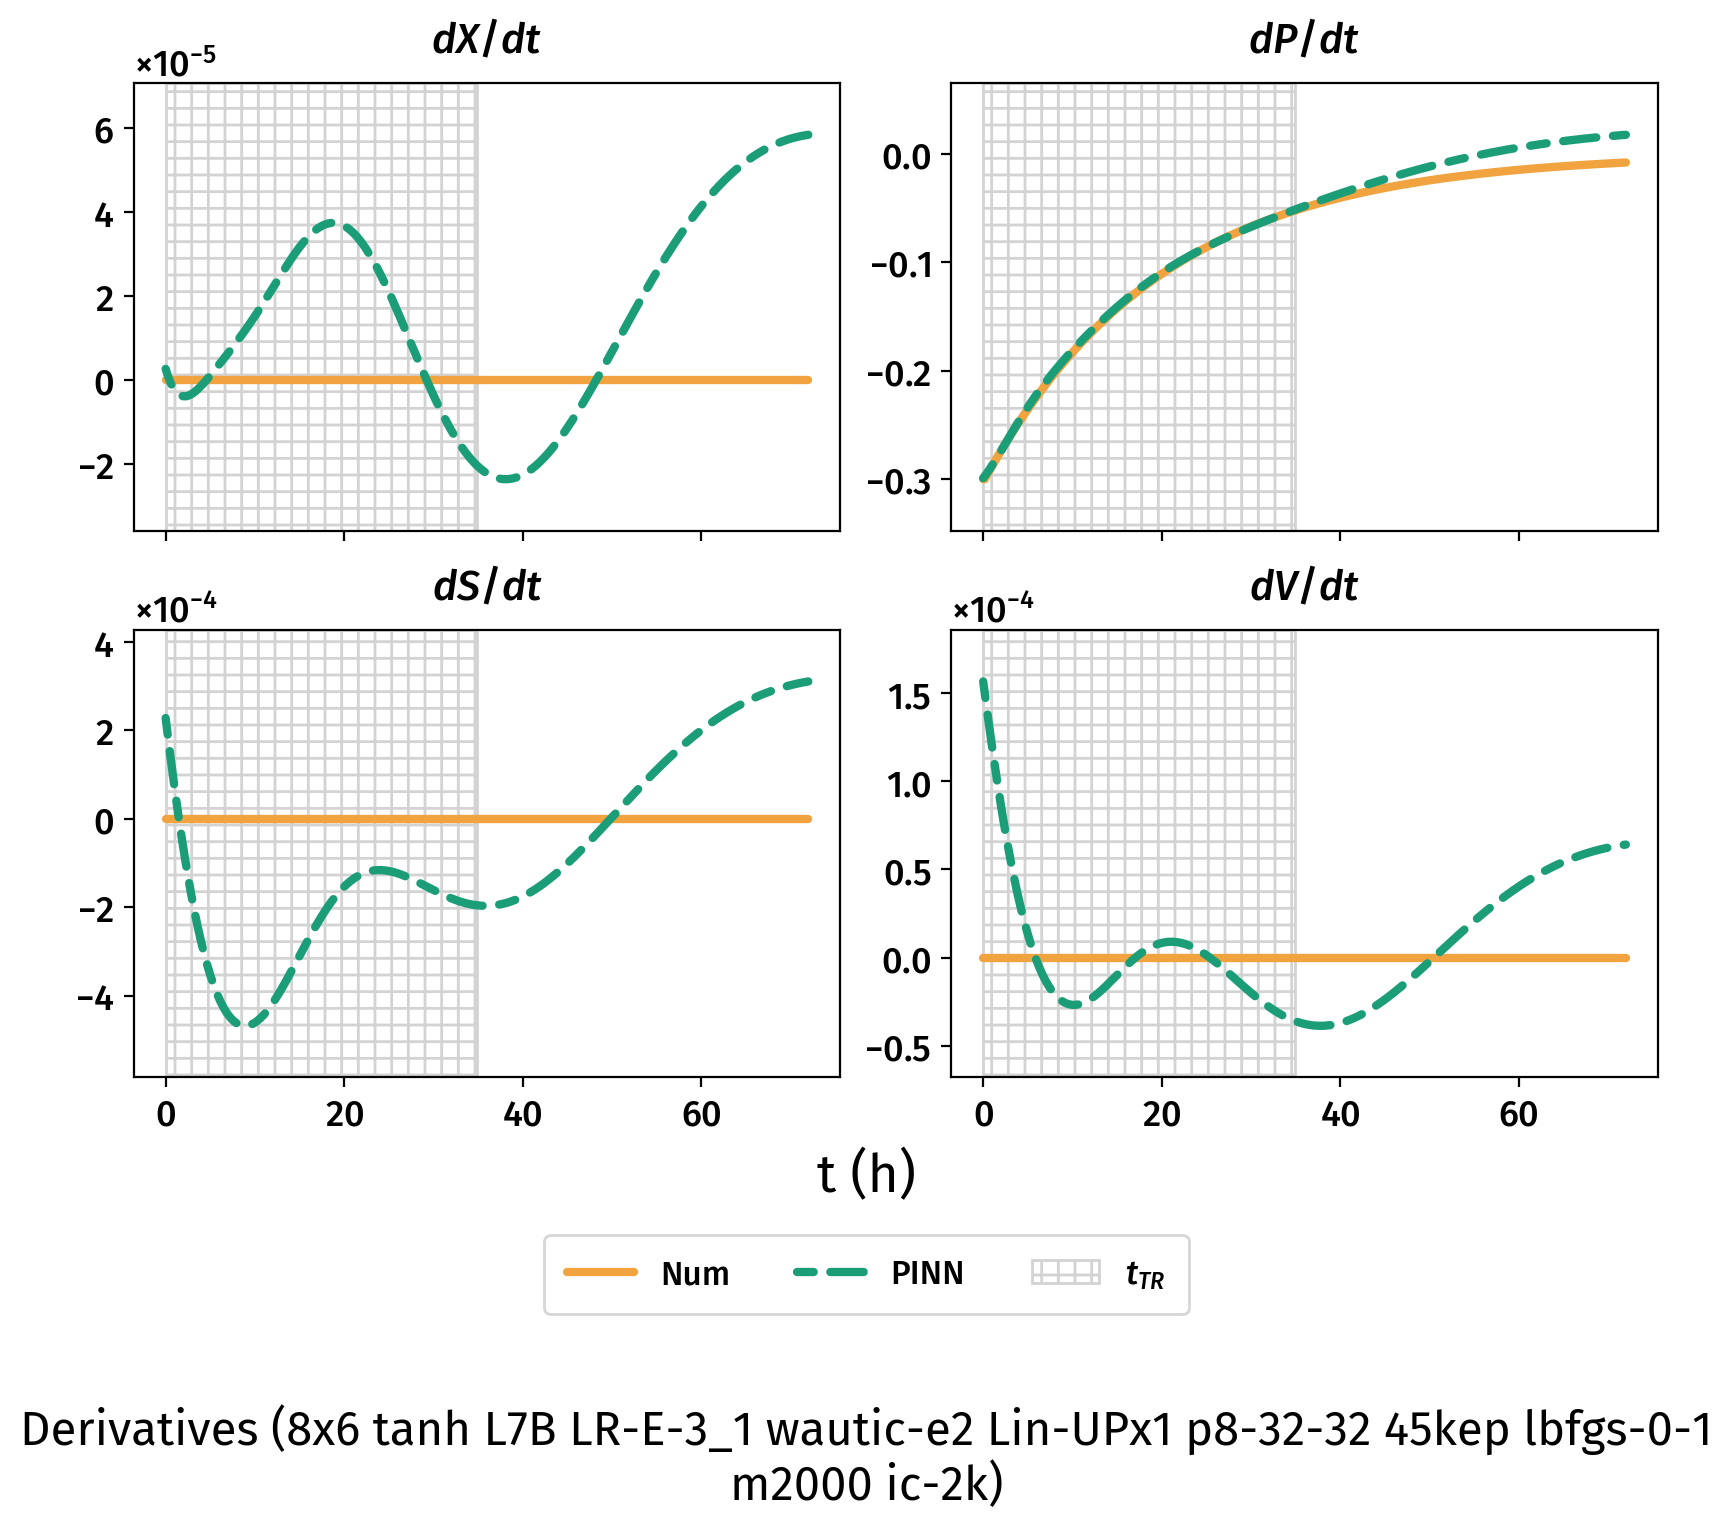 dX/dt
×10⁻⁵
6
4
2
0
−2
dP/dt
0.0
−0.1
−0.2
−0.3
dS/dt
×10⁻⁴
4
2
0
−2
−4
0 20 40 60
dV/dt
×10⁻⁴
1.5
1.0
0.5
0.0
−0.5
0 20 40 60
t (h)
Num PINN t_TR
Derivatives (8x6 tanh L7B LR-E-3_1 wautic-e2 Lin-UPx1 p8-32-32 45kep lbfgs-0-1
m2000 ic-2k)